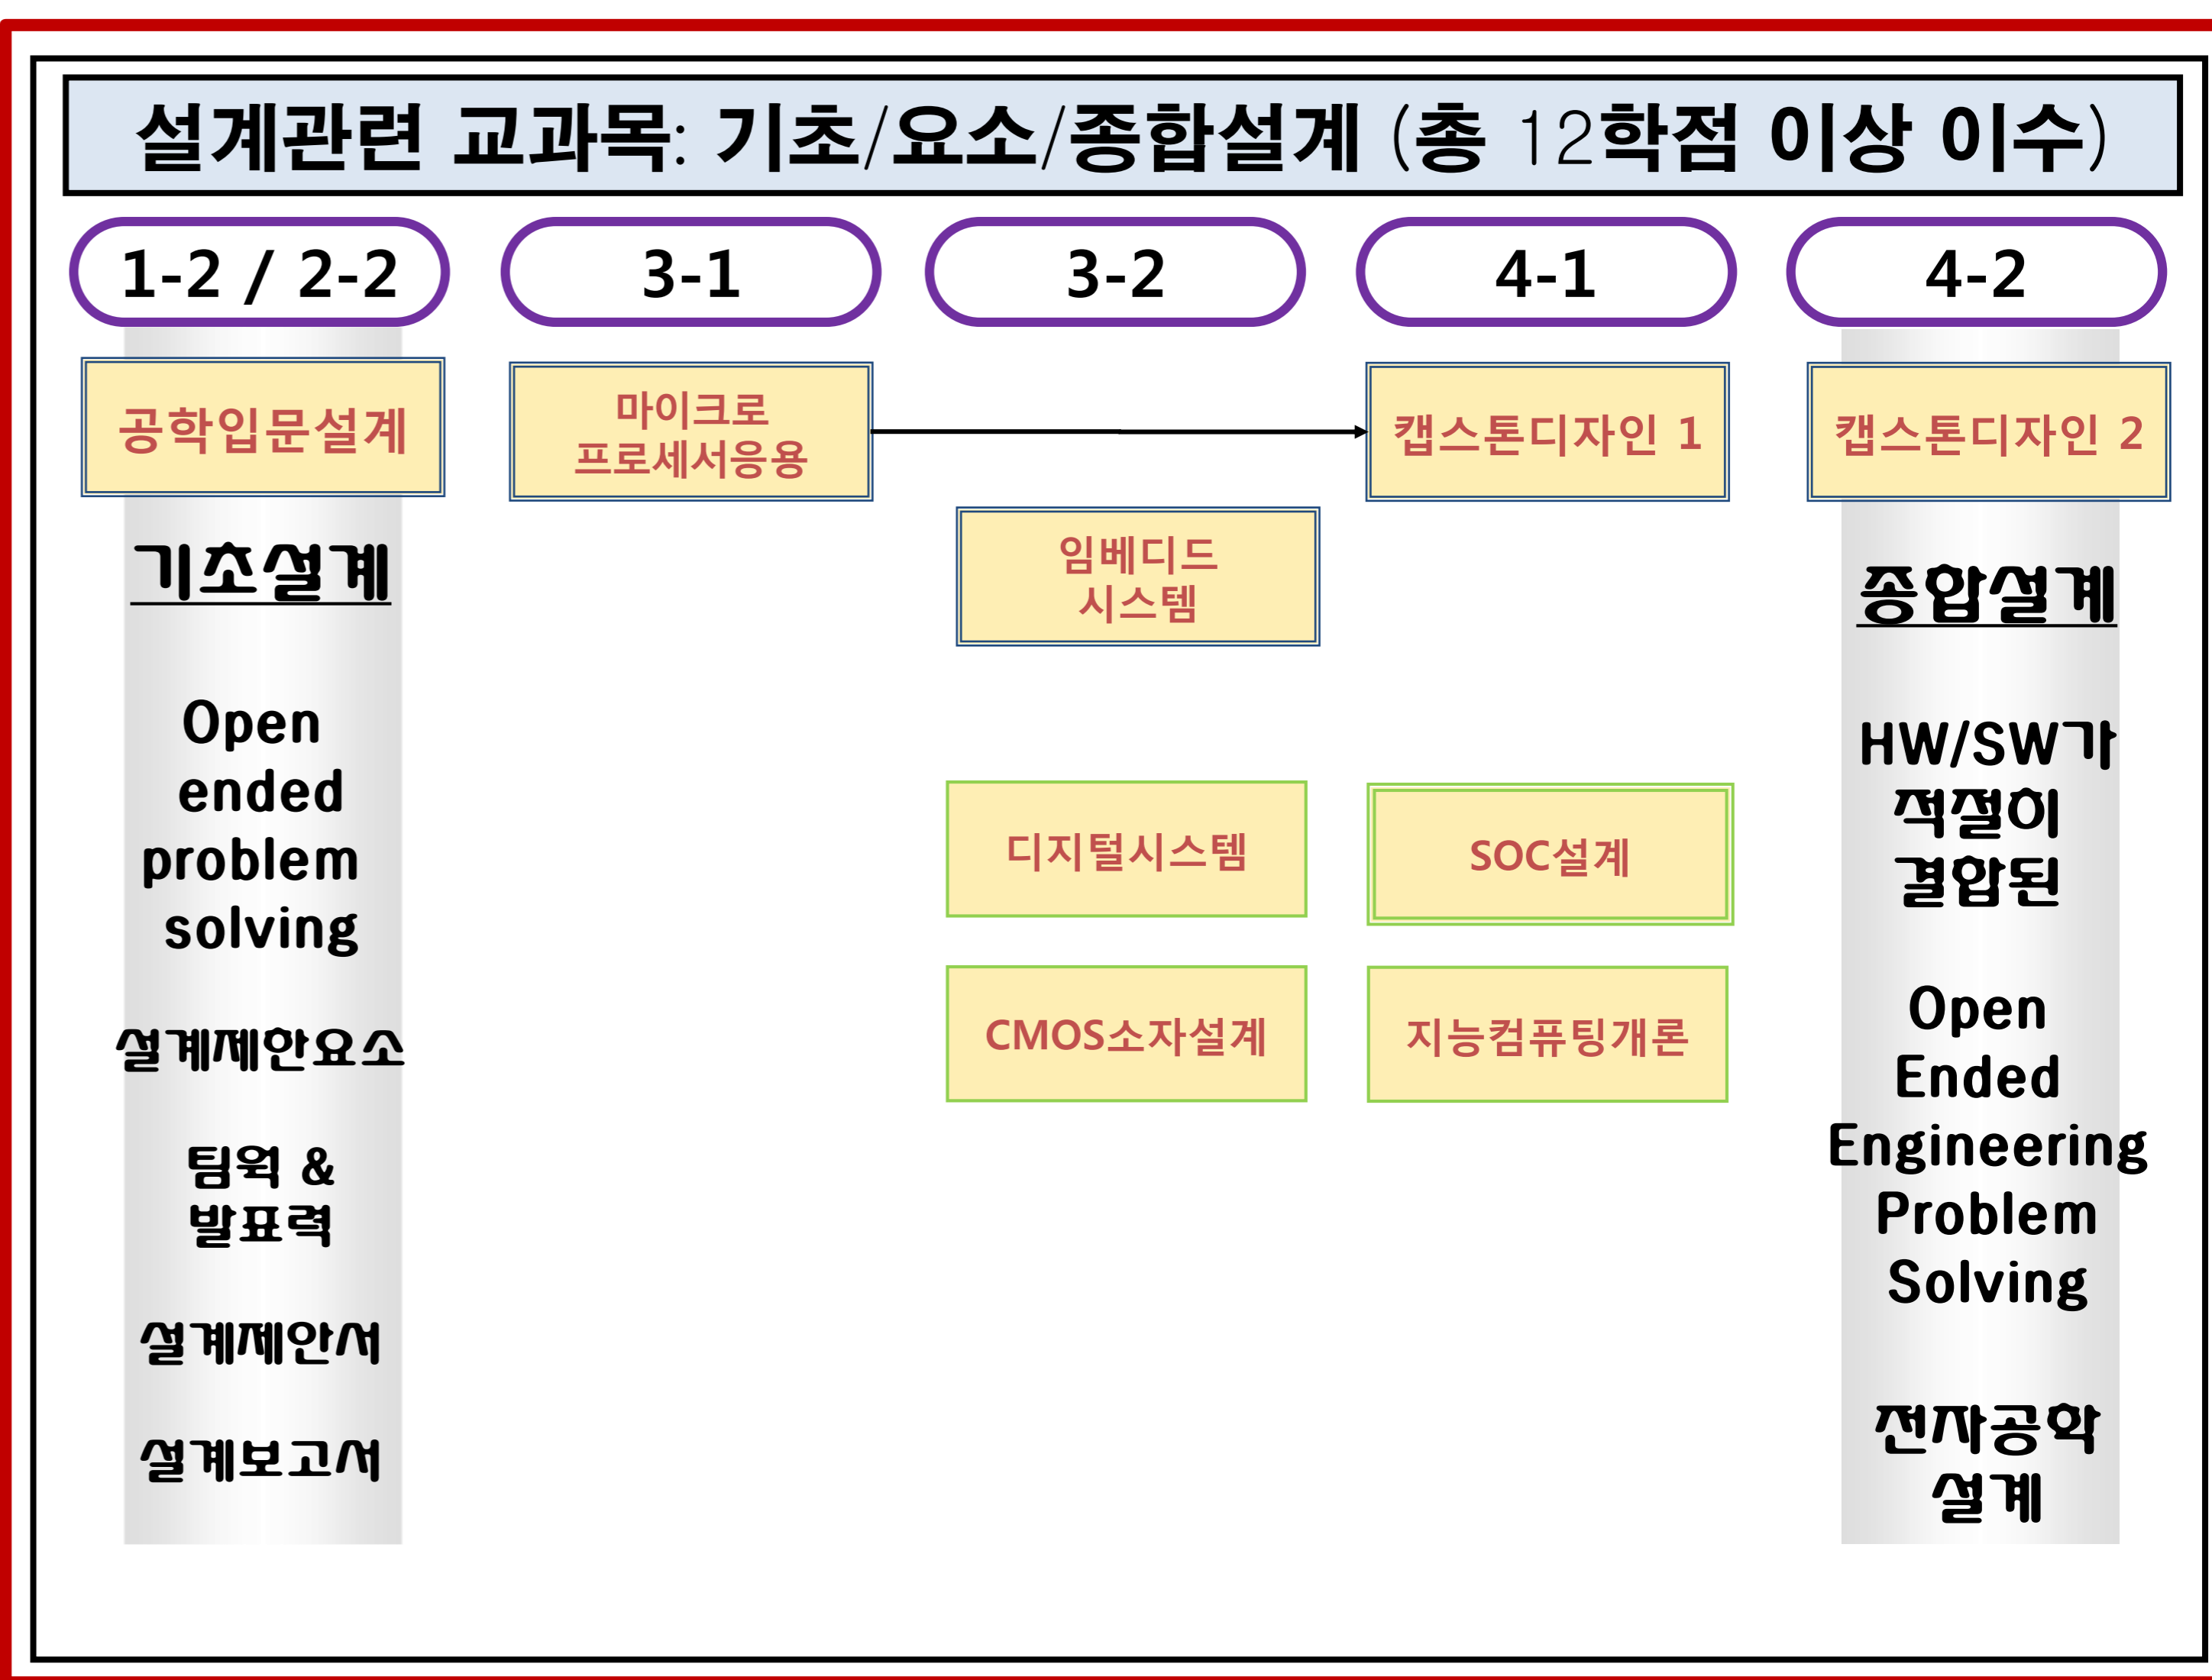 설계관련 교과목: 기초/요소/종합설계 (총 12학점 이상 이수)
1-2 / 2-2
3-1
3-2
4-1
4-2
공학입문설계
마이크로
프로세서응용
캡스톤디자인 1
캡스톤디자인 2
임베디드
시스템
디지털시스템
SOC설계
CMOS소자설계
지능컴퓨팅개론
기초설계
Open
ended
problem
solving
설계제한요소
팀웍 &
발표력
설계제안서
설계보고서
종합설계
HW/SW가
적절이
결합된
Open
Ended
Engineering
Problem
Solving
전자공학
설계